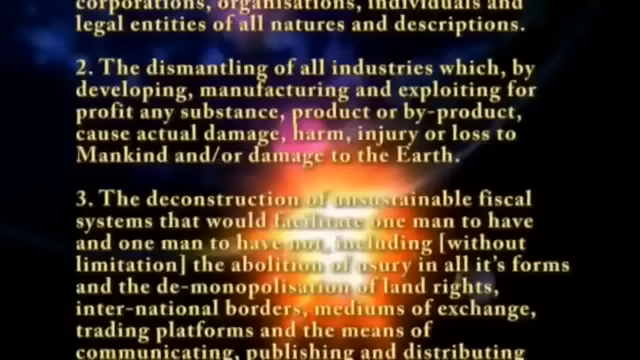 corporations, organisations, individuals and
legal entities of all natures and descriptions.
2. The dismantling of all industries which, by
developing, manufacturing and exploiting for
profit any substance, product or by-product,
cause actual damage, harm, injury or loss to
Mankind and/or damage to the Earth.
3. The deconstruction of unsustainable fiscal
systems that would facilitate one man to have
and one man to have not, including [without
limitation] the abolition of usury in all it's forms
and the de-monopolisation of land rights,
inter-national borders, mediums of exchange,
trading platforms and the means of
communicating, publishing and distributing